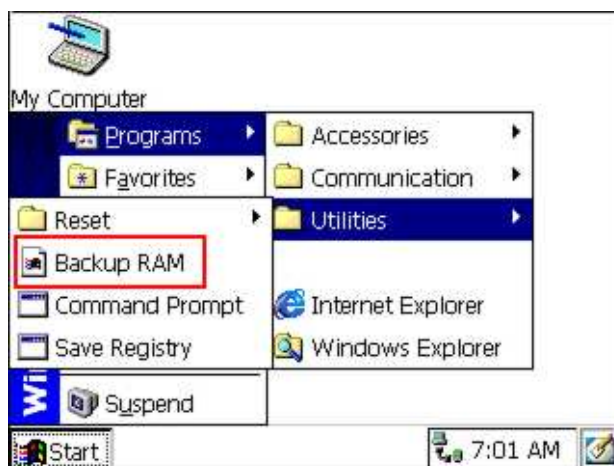 My Computer
Programs
Accessories
Favorites
Communication
Reset
Utilities
Backup RAM
Command Prompt
Internet Explorer
Save Registry
Windows Explorer
Wi
Suspend
Start
7:01 AM